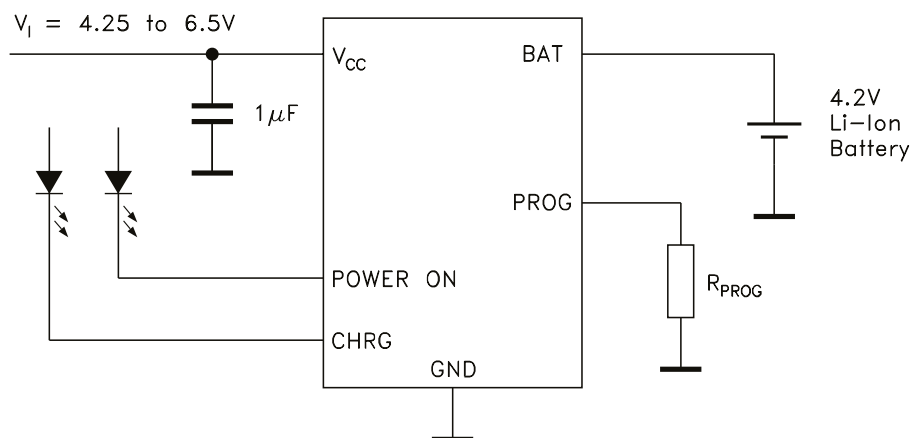 V_I = 4.25 to 6.5V
V_CC
BAT
1μF
4.2V
Li-Ion
Battery
PROG
R_PROG
POWER ON
CHRG
GND